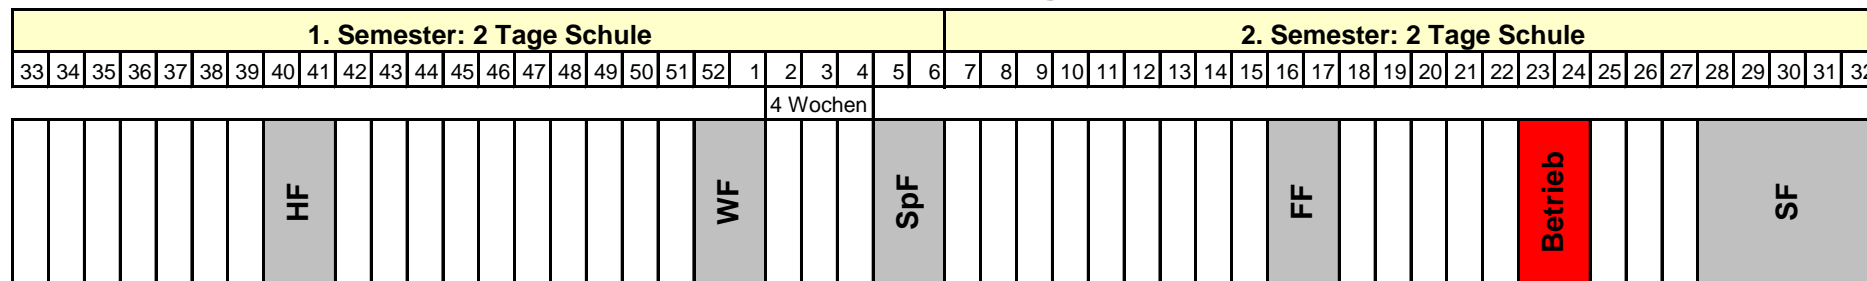 1. Semester: 2 Tage Schule 2. Semester: 2 Tage Schule
33 34 35 36 37 38 39 40 41 42 43 44 45 46 47 48 49 50 51 52 1 2 3 4 5 6 7 8 9 10 11 12 13 14 15 16 17 18 19 20 21 22 23 24 25 26 27 28 29 30 31 32
4 Wochen
HF WF SpF FF Betrieb SF